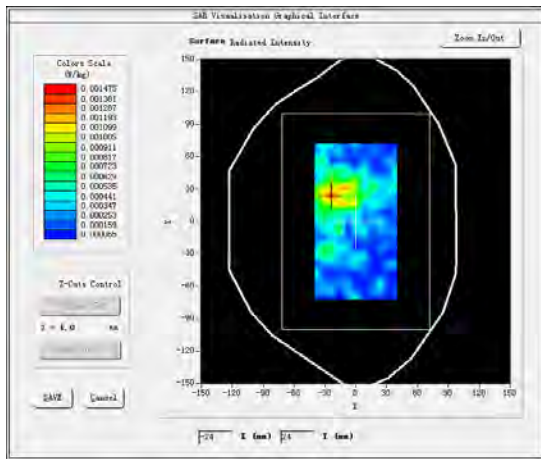 SAR Visualisation Graphical Interface
Surface Radiated Intensity
Zoom In/Out
Colors Scale
(W/kg)
0.001475
0.001381
0.001287
0.001193
0.001099
0.001005
0.000911
0.000817
0.000723
0.000629
0.000535
0.000441
0.000347
0.000253
0.000159
0.000065
150
120
90
60
30
0
-30
-60
-90
-120
-150
Y
-150 -120 -90 -60 -30 0 30 60 90 120 150
X
Z-Cuts Control
Z = 4.0 mm
SAVE Cancel
-24 X (mm) 24 Y (mm)